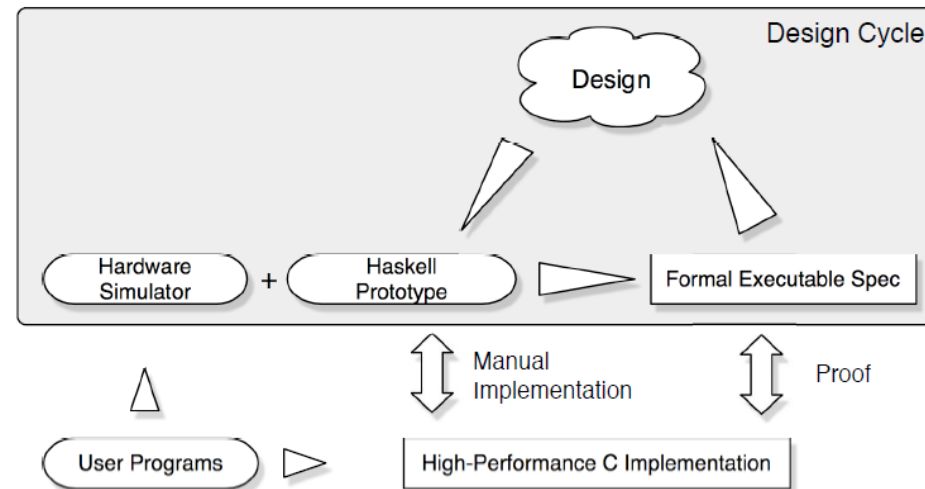 Design Cycle
Design
Hardware
Simulator
+
Haskell
Prototype
Formal Executable Spec
Manual
Implementation
Proof
User Programs
High-Performance C Implementation